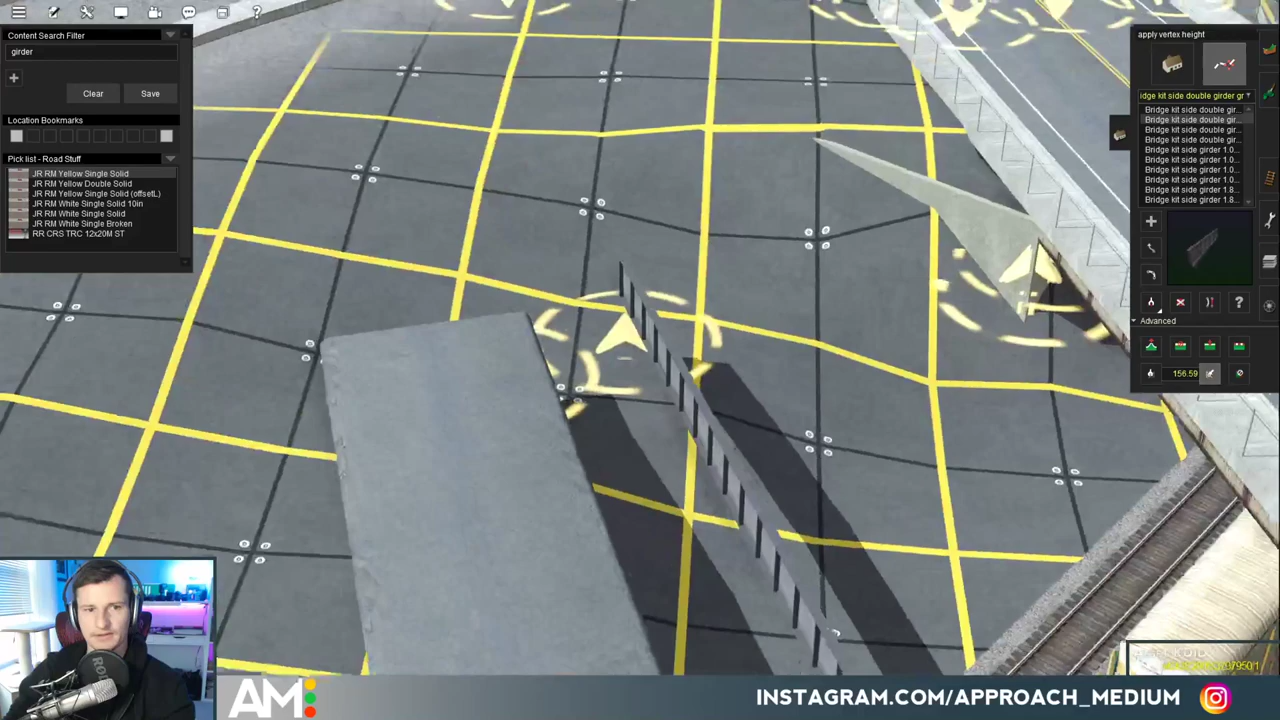 Content Search Filter
girder
Clear
Save
Location Bookmarks
Pick list - Road Stuff
JR RM Yellow Single Solid
JR RM Yellow Double Solid
JR RM Yellow Single Solid (offsetL)
JR RM White Single Solid 10in
JR RM White Single Solid
JR RM White Single Broken
RR CRS TRC 12x20M ST
apply vertex height
idge kit side double girder gr
Bridge kit side double gir...
Bridge kit side double gir...
Bridge kit side double gir...
Bridge kit side double gir...
Bridge kit side girder 1.0...
Bridge kit side girder 1.0...
Bridge kit side girder 1.0...
Bridge kit side girder 1.0...
Bridge kit side girder 1.8...
Bridge kit side girder 1.8...
Advanced
156.59
AM
INSTAGRAM.COM/APPROACH_MEDIUM